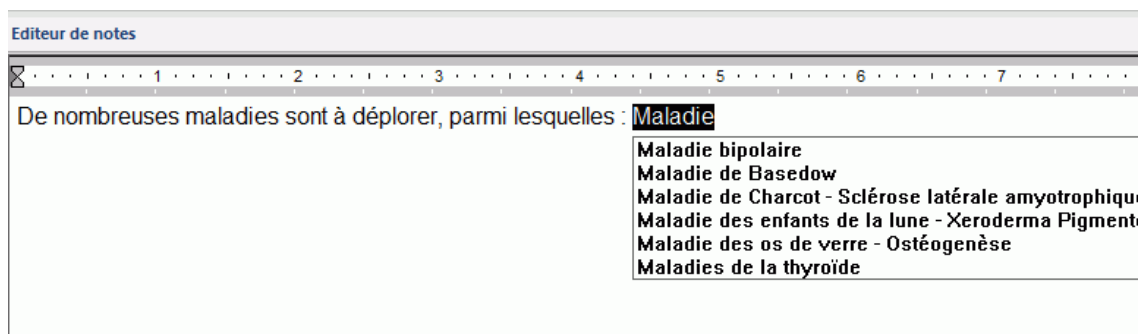 Editeur de notes
1 2 3 4 5 6 7
De nombreuses maladies sont à déplorer, parmi lesquelles : Maladie
Maladie bipolaire
Maladie de Basedow
Maladie de Charcot - Sclérose latérale amyotrophique
Maladie des enfants de la lune - Xeroderma Pigment
Maladie des os de verre - Ostéogenèse
Maladies de la thyroïde